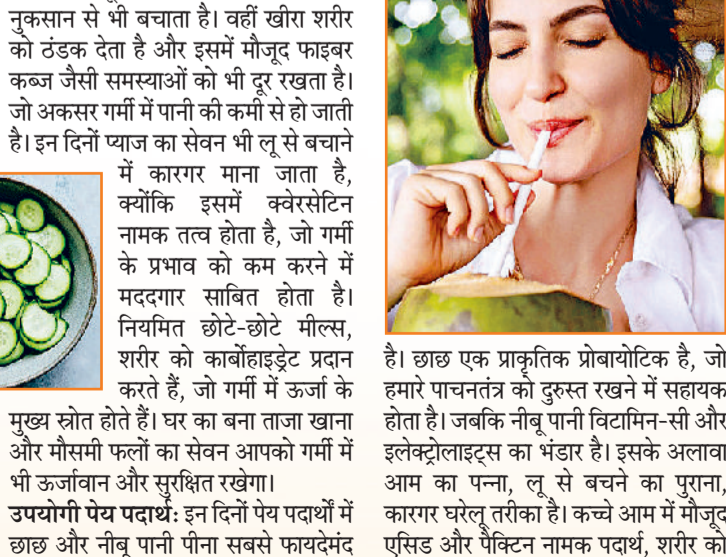 नुकसान से भी बचाता है। वहीं खीरा शरीर
को ठंडक देता है और इसमें मौजूद फाइबर
कब्ज जैसी समस्याओं को भी दूर रखता है।
जो अकसर गर्मी में पानी की कमी से हो जाती
है। इन दिनों प्याज का सेवन भी लू से बचाने
में कारगर माना जाता है,
क्योंकि इसमें क्वेरसेटिन
नामक तत्व होता है, जो गर्मी
के प्रभाव को कम करने में
मददगार साबित होता है।
नियमित छोटे-छोटे मील्स,
शरीर को कार्बोहाइड्रेट प्रदान
करते हैं, जो गर्मी में ऊर्जा के
मुख्य स्रोत होते हैं। घर का बना ताजा खाना
और मौसमी फलों का सेवन आपको गर्मी में
भी ऊर्जावान और सुरक्षित रखेगा।
उपयोगी पेय पदार्थ: इन दिनों पेय पदार्थों में
छाछ और नीबू पानी पीना सबसे फायदेमंद
है। छाछ एक प्राकृतिक प्रोबायोटिक है, जो
हमारे पाचनतंत्र को दुरुस्त रखने में सहायक
होता है। जबकि नीबू पानी विटामिन-सी और
इलेक्ट्रोलाइट्स का भंडार है। इसके अलावा
आम का पन्ना, लू से बचने का पुराना,
कारगर घरेलू तरीका है। कच्चे आम में मौजूद
एसिड और पैक्टिन नामक पदार्थ, शरीर को